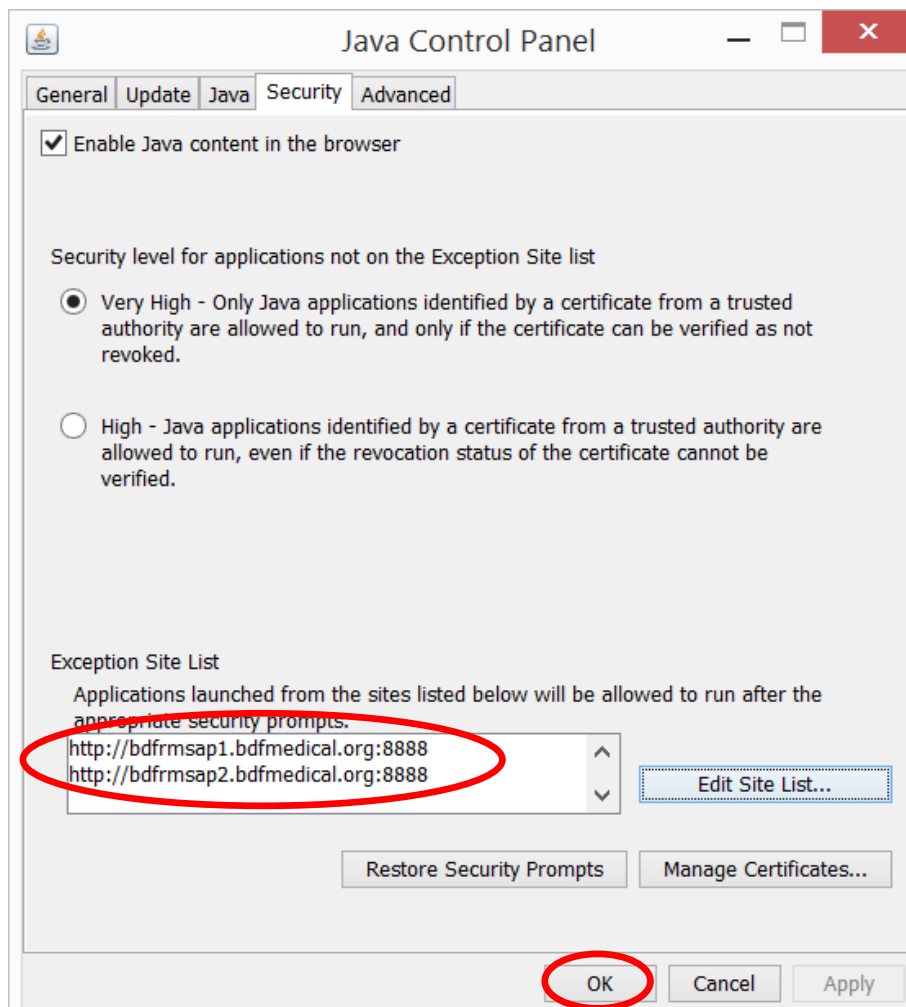 Java Control Panel
General Update Java Security Advanced
Enable Java content in the browser
Security level for applications not on the Exception Site list
Very High - Only Java applications identified by a certificate from a trusted
authority are allowed to run, and only if the certificate can be verified as not
revoked.
High - Java applications identified by a certificate from a trusted authority are
allowed to run, even if the revocation status of the certificate cannot be
verified.
Exception Site List
Applications launched from the sites listed below will be allowed to run after the
appropriate security prompts.
http://bdfrmsap1.bdfmedical.org:8888
http://bdfrmsap2.bdfmedical.org:8888
Edit Site List...
Restore Security Prompts Manage Certificates...
OK Cancel Apply